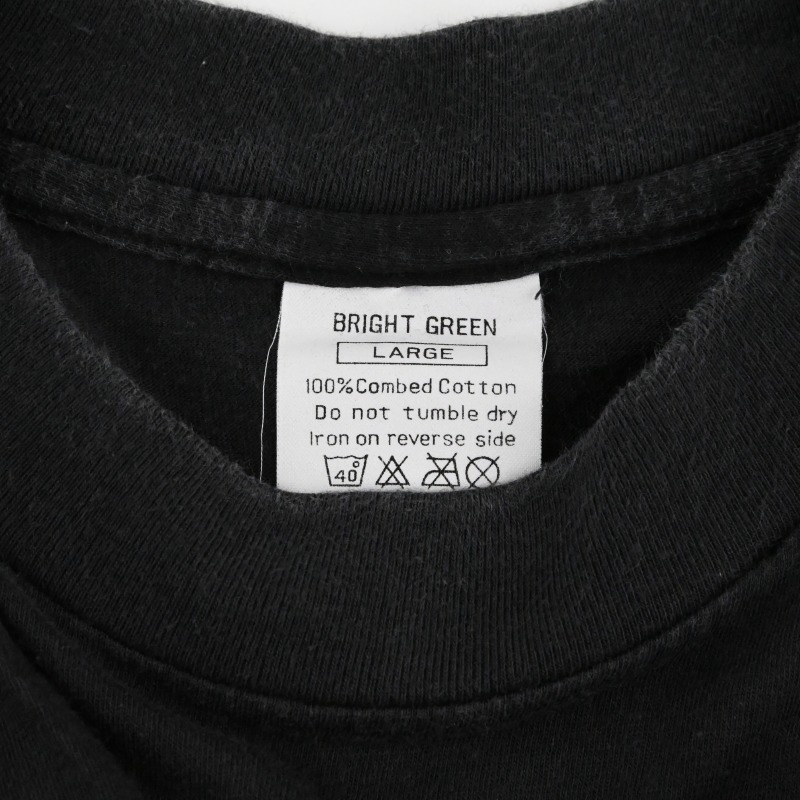 BRIGHT GREEN
LARGE
100% Combed Cotton
Do not tumble dry
Iron on reverse side
40°